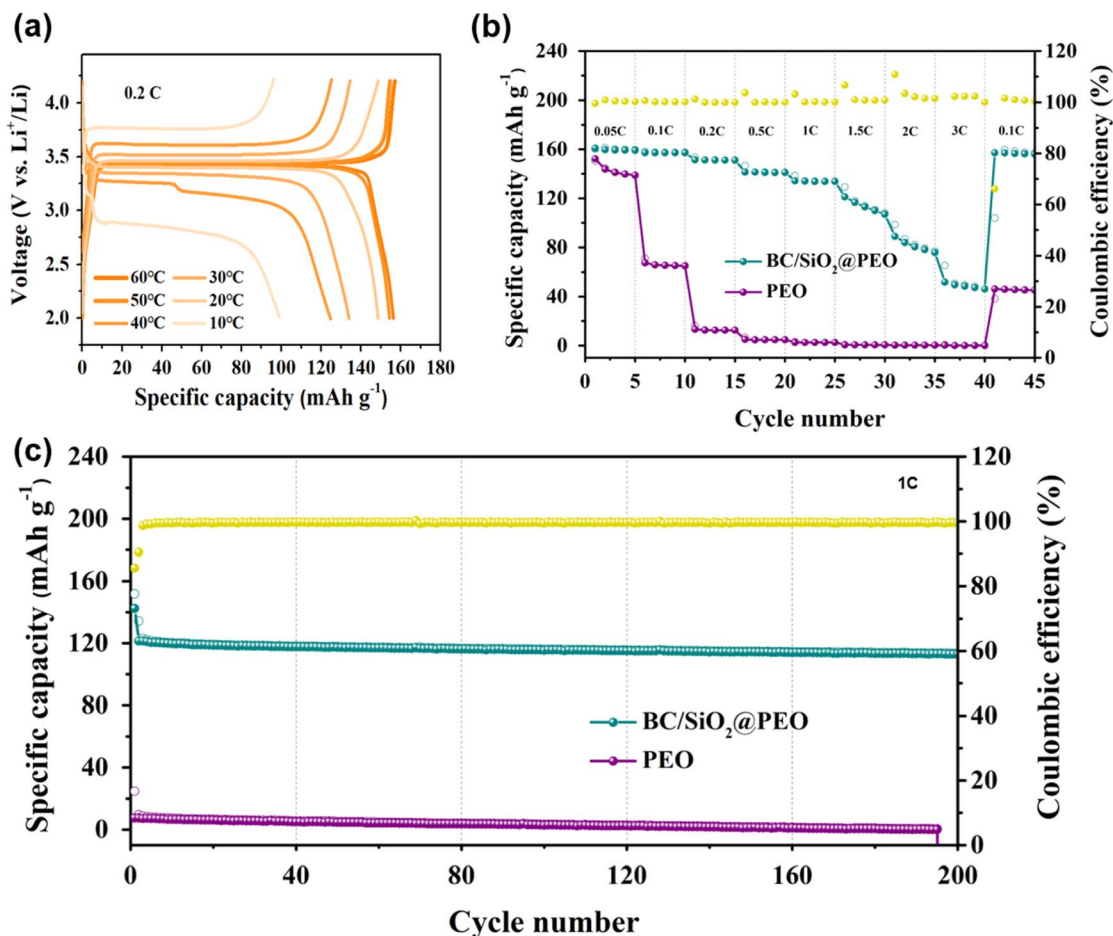 (a)
Voltage (V vs. Li⁺/Li)
4.0
3.5
3.0
2.5
2.0
0.2 C
60°C
30°C
50°C
20°C
40°C
10°C
0 20 40 60 80 100 120 140 160 180
Specific capacity (mAh g⁻¹)
(b)
Specific capacity (mAh g⁻¹)
240
200
160
120
80
40
0
0.05C 0.1C 0.2C 0.5C 1C 1.5C 2C 3C 0.1C
BC/SiO₂@PEO
PEO
120
100
80
60
40
20
0
Coulombic efficiency (%)
0 5 10 15 20 25 30 35 40 45
Cycle number
(c)
Specific capacity (mAh g⁻¹)
240
200
160
120
80
40
0
1C
BC/SiO₂@PEO
PEO
120
100
80
60
40
20
0
Coulombic efficiency (%)
0 40 80 120 160 200
Cycle number